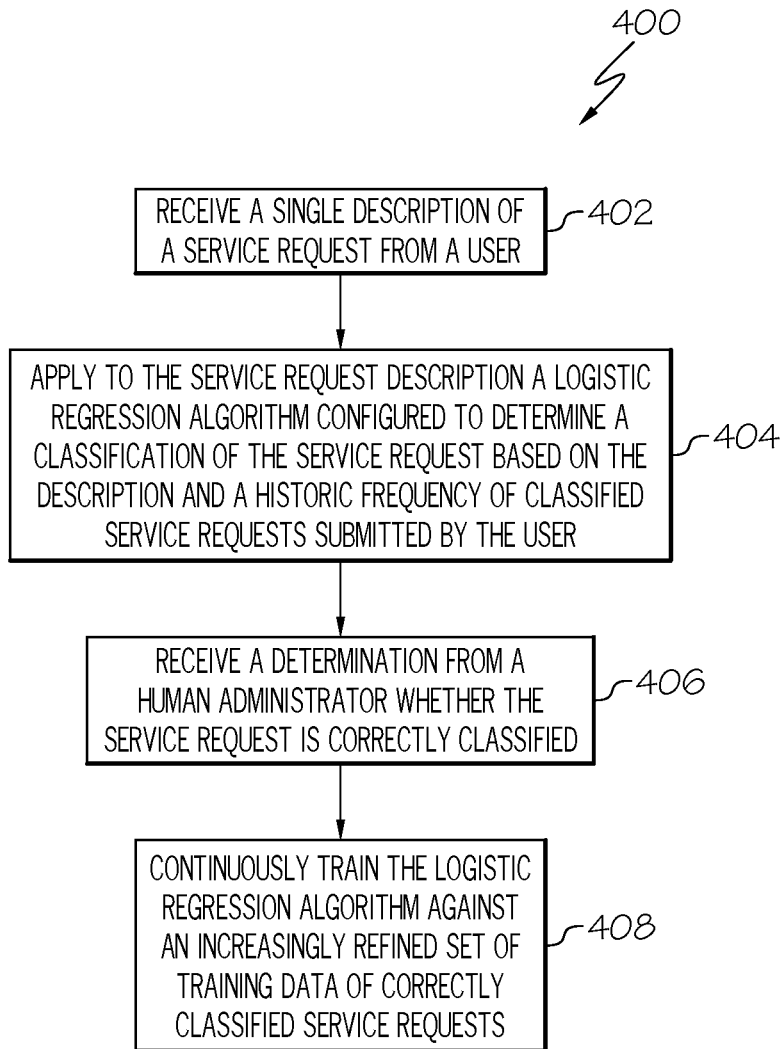 400
RECEIVE A SINGLE DESCRIPTION OF
A SERVICE REQUEST FROM A USER
402
APPLY TO THE SERVICE REQUEST DESCRIPTION A LOGISTIC
REGRESSION ALGORITHM CONFIGURED TO DETERMINE A
CLASSIFICATION OF THE SERVICE REQUEST BASED ON THE
DESCRIPTION AND A HISTORIC FREQUENCY OF CLASSIFIED
SERVICE REQUESTS SUBMITTED BY THE USER
404
RECEIVE A DETERMINATION FROM A
HUMAN ADMINISTRATOR WHETHER THE
SERVICE REQUEST IS CORRECTLY CLASSIFIED
406
CONTINUOUSLY TRAIN THE LOGISTIC
REGRESSION ALGORITHM AGAINST
AN INCREASINGLY REFINED SET OF
TRAINING DATA OF CORRECTLY
CLASSIFIED SERVICE REQUESTS
408